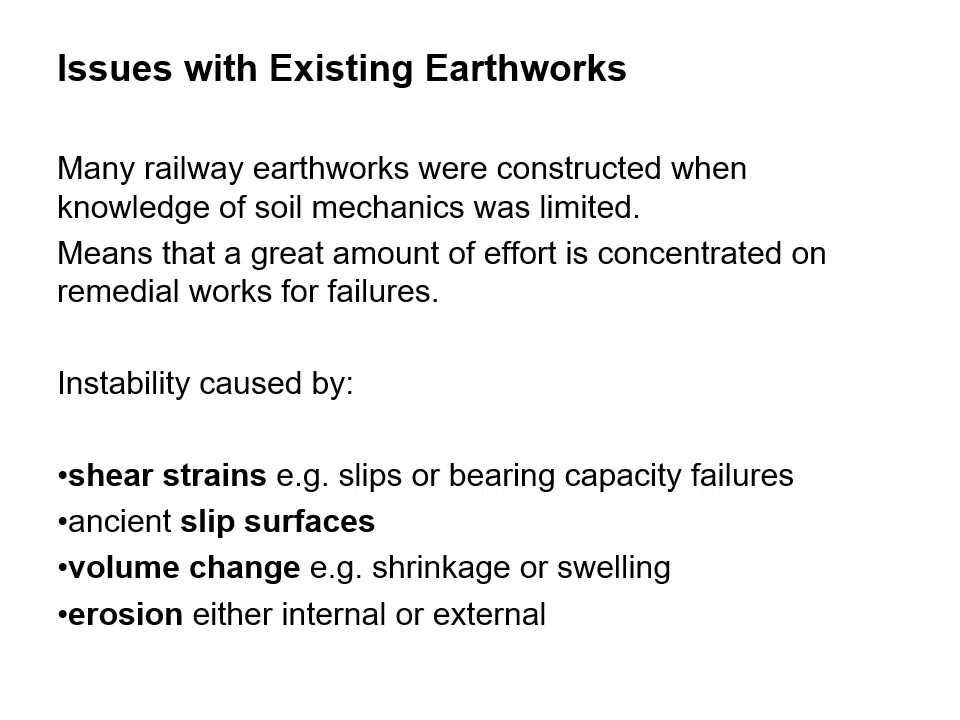 Issues with Existing Earthworks
Many railway earthworks were constructed when
knowledge of soil mechanics was limited.
Means that a great amount of effort is concentrated on
remedial works for failures.
Instability caused by:
•shear strains e.g. slips or bearing capacity failures
•ancient slip surfaces
•volume change e.g. shrinkage or swelling
•erosion either internal or external